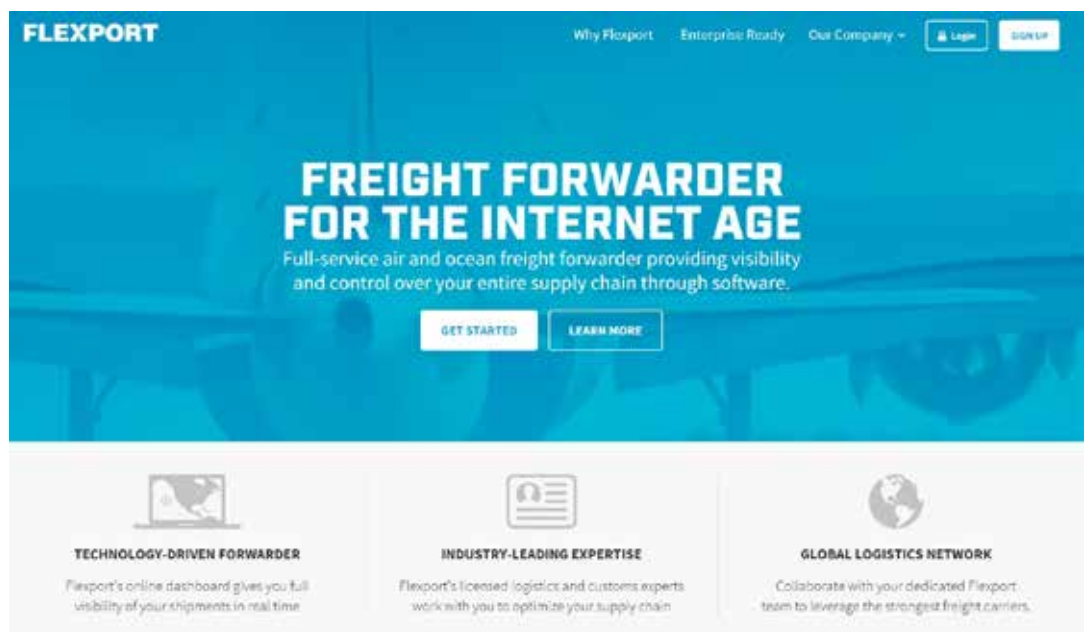 FLEXPORT
Why Flexport Enterprise Ready Our Company Login SIGN UP
FREIGHT FORWARDER
FOR THE INTERNET AGE
Full-service air and ocean freight forwarder providing visibility
and control over your entire supply chain through software.
GET STARTED LEARN MORE
TECHNOLOGY-DRIVEN FORWARDER INDUSTRY-LEADING EXPERTISE GLOBAL LOGISTICS NETWORK
Flexport's online dashboard gives you full
visibility of your shipments in real time
Flexport's licensed logistics and customs experts
work with you to optimize your supply chain
Collaborate with your dedicated Flexport
team to leverage the strongest freight carriers.